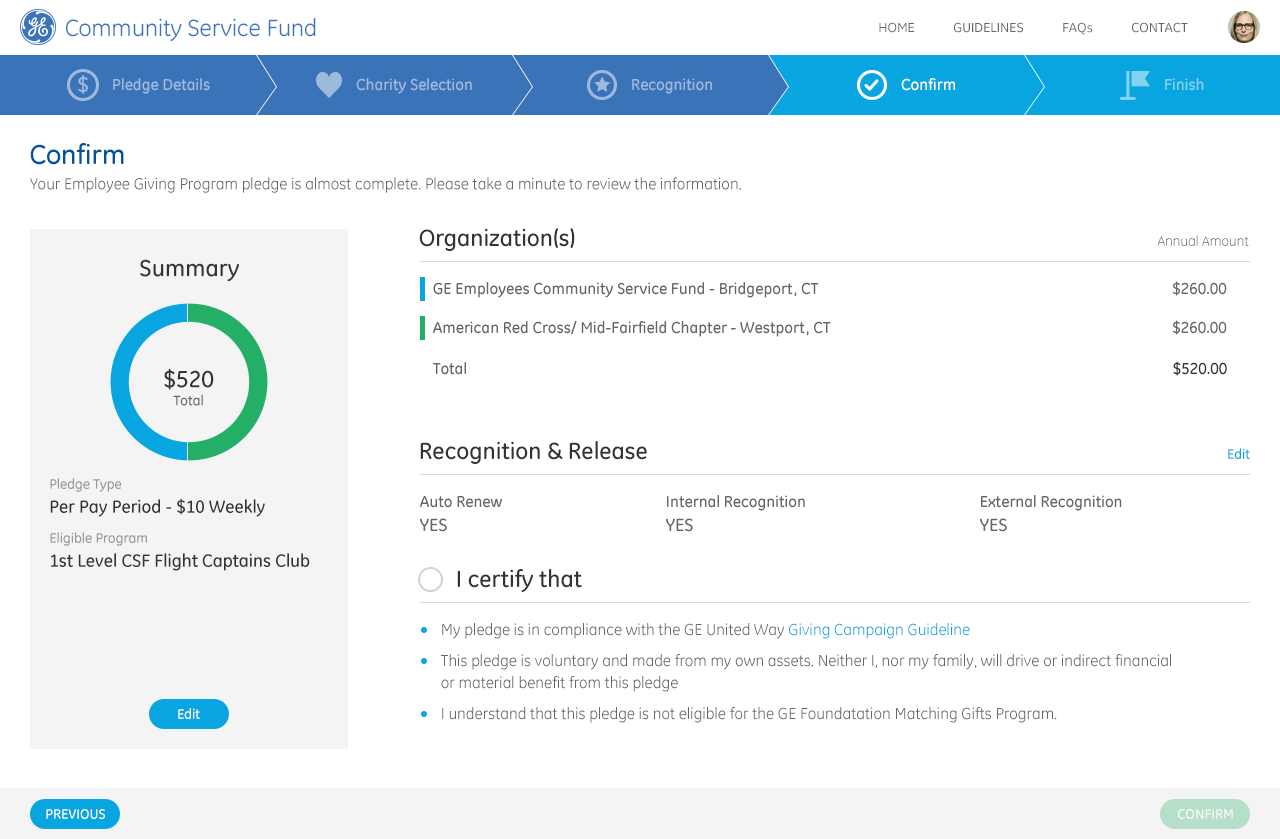 Community Service Fund
HOME GUIDELINES FAQs CONTACT
$ Pledge Details Charity Selection Recognition Confirm Finish
Confirm
Your Employee Giving Program pledge is almost complete. Please take a minute to review the information.
Summary
$520
Total
Pledge Type
Per Pay Period - $10 Weekly
Eligible Program
1st Level CSF Flight Captains Club
Edit
Organization(s) Annual Amount
GE Employees Community Service Fund - Bridgeport, CT $260.00
American Red Cross/ Mid-Fairfield Chapter - Westport, CT $260.00
Total $520.00
Recognition & Release Edit
Auto Renew Internal Recognition External Recognition
YES YES YES
I certify that
My pledge is in compliance with the GE United Way Giving Campaign Guideline
This pledge is voluntary and made from my own assets. Neither I, nor my family, will drive or indirect financial
or material benefit from this pledge
I understand that this pledge is not eligible for the GE Foundatation Matching Gifts Program.
PREVIOUS CONFIRM